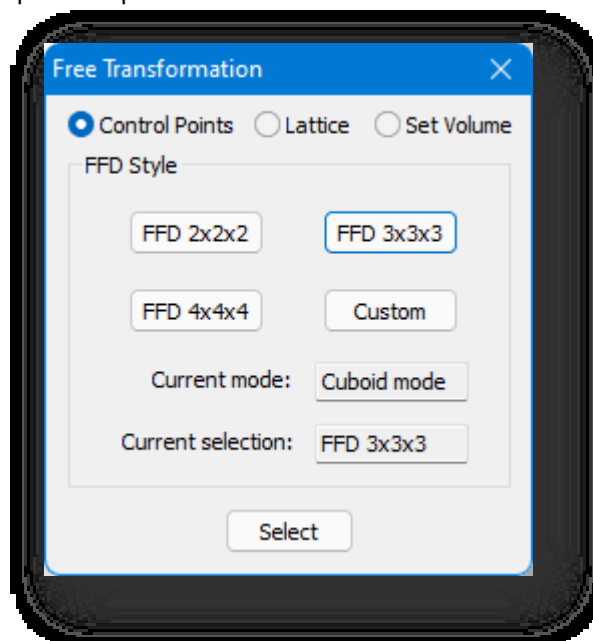 Free Transformation
Control Points Lattice Set Volume
FFD Style
FFD 2x2x2 FFD 3x3x3
FFD 4x4x4 Custom
Current mode: Cuboid mode
Current selection: FFD 3x3x3
Select